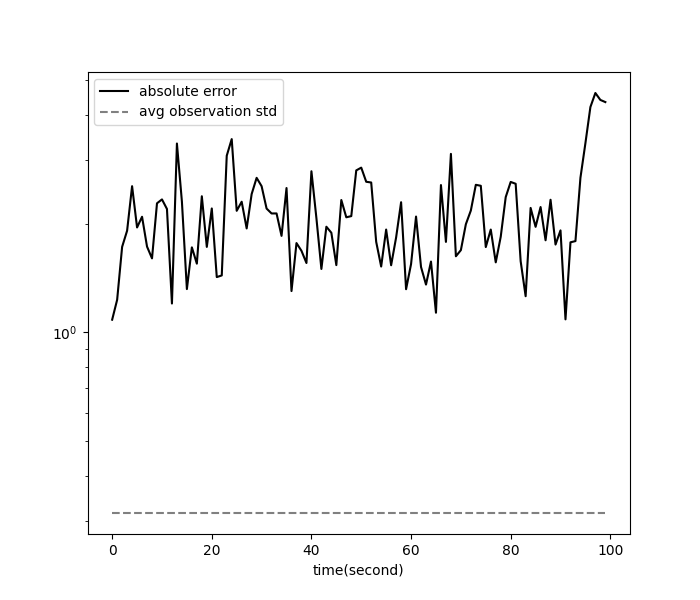 absolute error
avg observation std
10⁰
0 20 40 60 80 100
time(second)